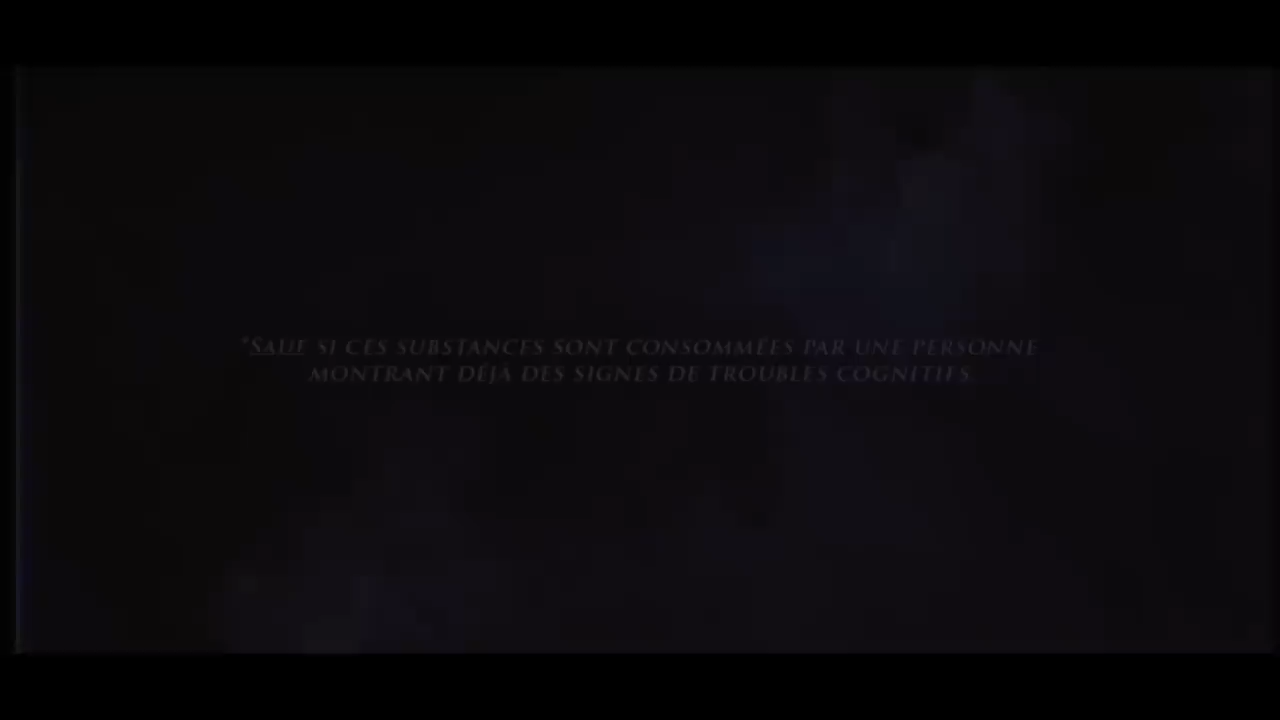 "SAUF SI CES SUBSTANCES SONT CONSOMMÉES PAR UNE PERSONNE
MONTRANT DÉJÀ DES SIGNES DE TROUBLES COGNITIFS.